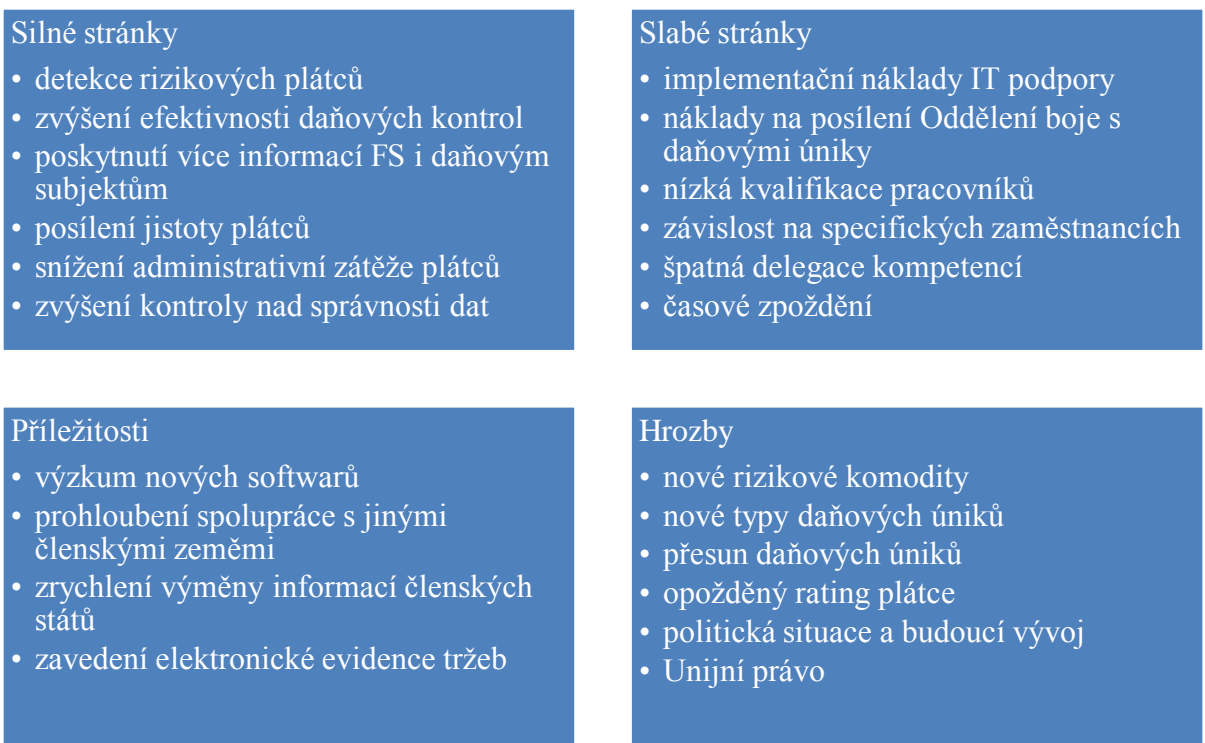 Silné stránky
• detekce rizikových plátců
• zvýšení efektivnosti daňových kontrol
• poskytnutí více informací FS i daňovým
subjektům
• posílení jistoty plátců
• snížení administrativní zátěže plátců
• zvýšení kontroly nad správnosti dat
Slabé stránky
• implementační náklady IT podpory
• náklady na posílení Oddělení boje s
daňovými úniky
• nízká kvalifikace pracovníků
• závislost na specifických zaměstnancích
• špatná delegace kompetencí
• časové zpoždění
Příležitosti
• výzkum nových softwarů
• prohloubení spolupráce s jinými
členskými zeměmi
• zrychlení výměny informací členských
států
• zavedení elektronické evidence tržeb
Hrozby
• nové rizikové komodity
• nové typy daňových úniků
• přesun daňových úniků
• opožděný rating plátce
• politická situace a budoucí vývoj
• Unijní právo